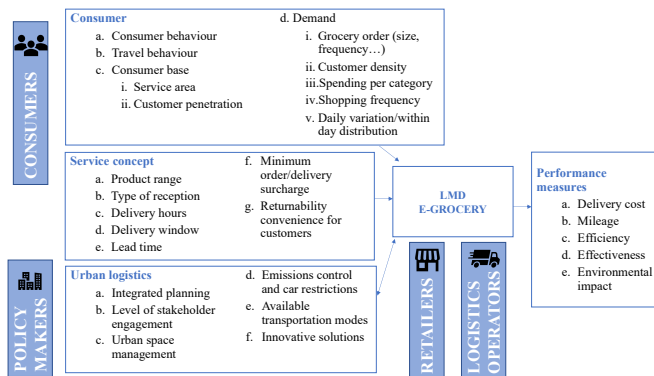 CONSUMERS
Consumer
a. Consumer behaviour
b. Travel behaviour
c. Consumer base
i. Service area
ii. Customer penetration
d. Demand
i. Grocery order (size,
frequency…)
ii. Customer density
iii.Spending per category
iv.Shopping frequency
v. Daily variation/within
day distribution
Service concept
a. Product range
b. Type of reception
c. Delivery hours
d. Delivery window
e. Lead time
f. Minimum
order/delivery
surcharge
g. Returnability
convenience for
customers
LMD
E-GROCERY
Performance
measures
a. Delivery cost
b. Mileage
c. Efficiency
d. Effectiveness
e. Environmental
impact
POLICY
MAKERS
Urban logistics
a. Integrated planning
b. Level of stakeholder
engagement
c. Urban space
management
d. Emissions control
and car restrictions
e. Available
transportation modes
f. Innovative solutions
RETAILERS
LOGISTICS
OPERATORS